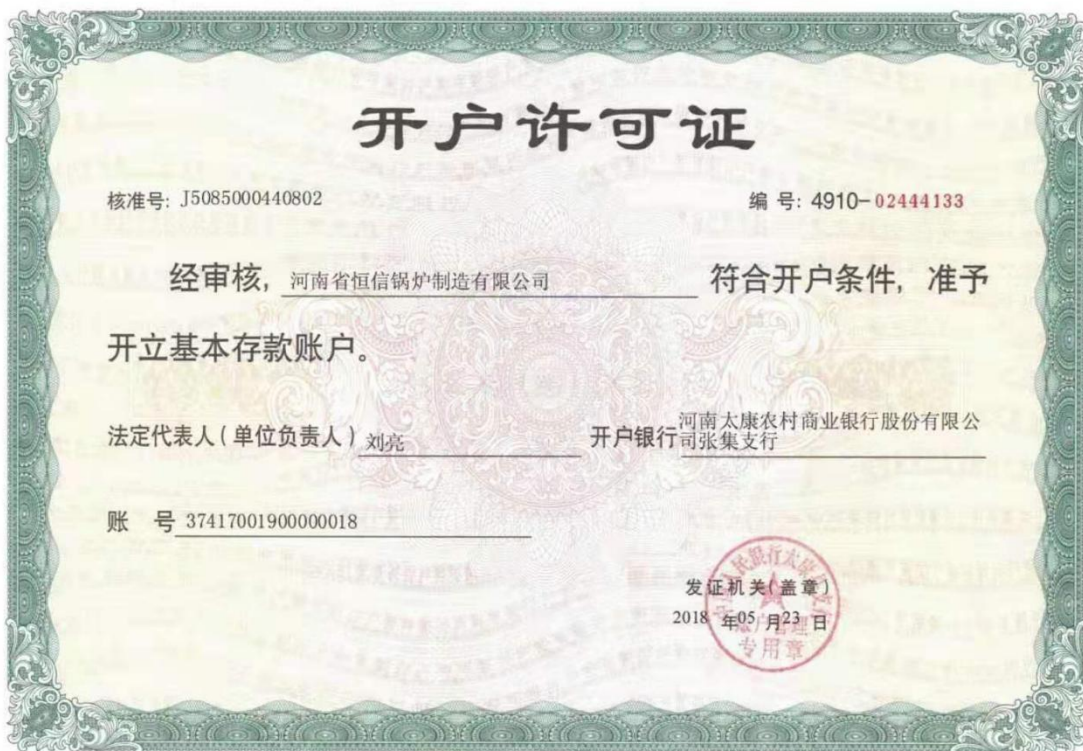 开户许可证
核准号: J5085000440802 编 号: 4910-02444133
经审核, 河南省恒信锅炉制造有限公司 符合开户条件, 准予
开立基本存款账户。
法定代表人(单位负责人) 刘亮 开户银行 河南太康农村商业银行股份有限公
司张集支行
账 号 37417001900000018
发证机关(盖章)
2018 年05 月23 日
专用章